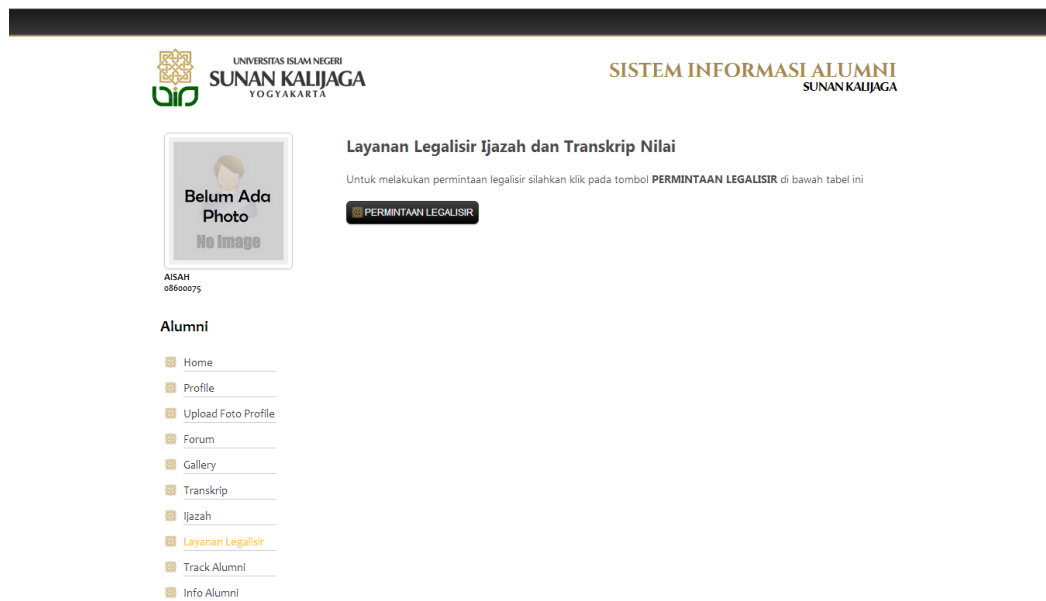 UNIVERSITAS ISLAM NEGERI
SUNAN KALIJAGA
YOGYAKARTA
SISTEM INFORMASI ALUMNI
SUNAN KALIJAGA
Belum Ada
Photo
No Image
AISAH
08600075
Layanan Legalisir Ijazah dan Transkrip Nilai
Untuk melakukan permintaan legalisir silahkan klik pada tombol PERMINTAAN LEGALISIR di bawah tabel ini
PERMINTAAN LEGALISIR
Alumni
Home
Profile
Upload Foto Profile
Forum
Gallery
Transkrip
Ijazah
Layanan Legalisir
Track Alumni
Info Alumni